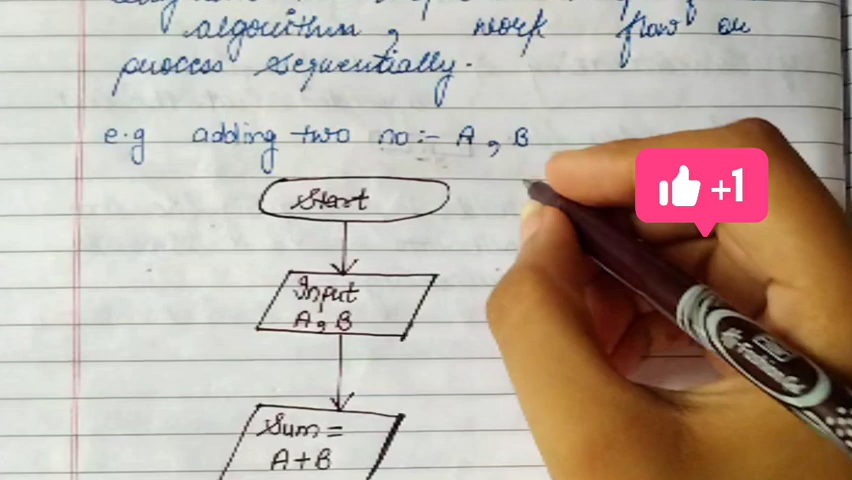 algorithm, work flow or
process sequentially.
e.g adding two no:- A, B
+1
Start
Input
A, B
Sum =
A+B